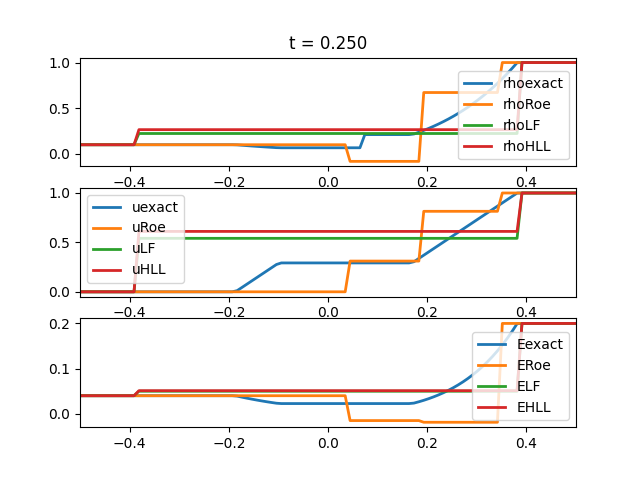 t = 0.250
1.0
0.5
0.0
rhoexact
rhoRoe
rhoLF
rhoHLL
−0.4 −0.2 0.0 0.2 0.4
1.0
0.5
0.0
uexact
uRoe
uLF
uHLL
−0.4 −0.2 0.0 0.2 0.4
0.2
0.1
0.0
Eexact
ERoe
ELF
EHLL
−0.4 −0.2 0.0 0.2 0.4